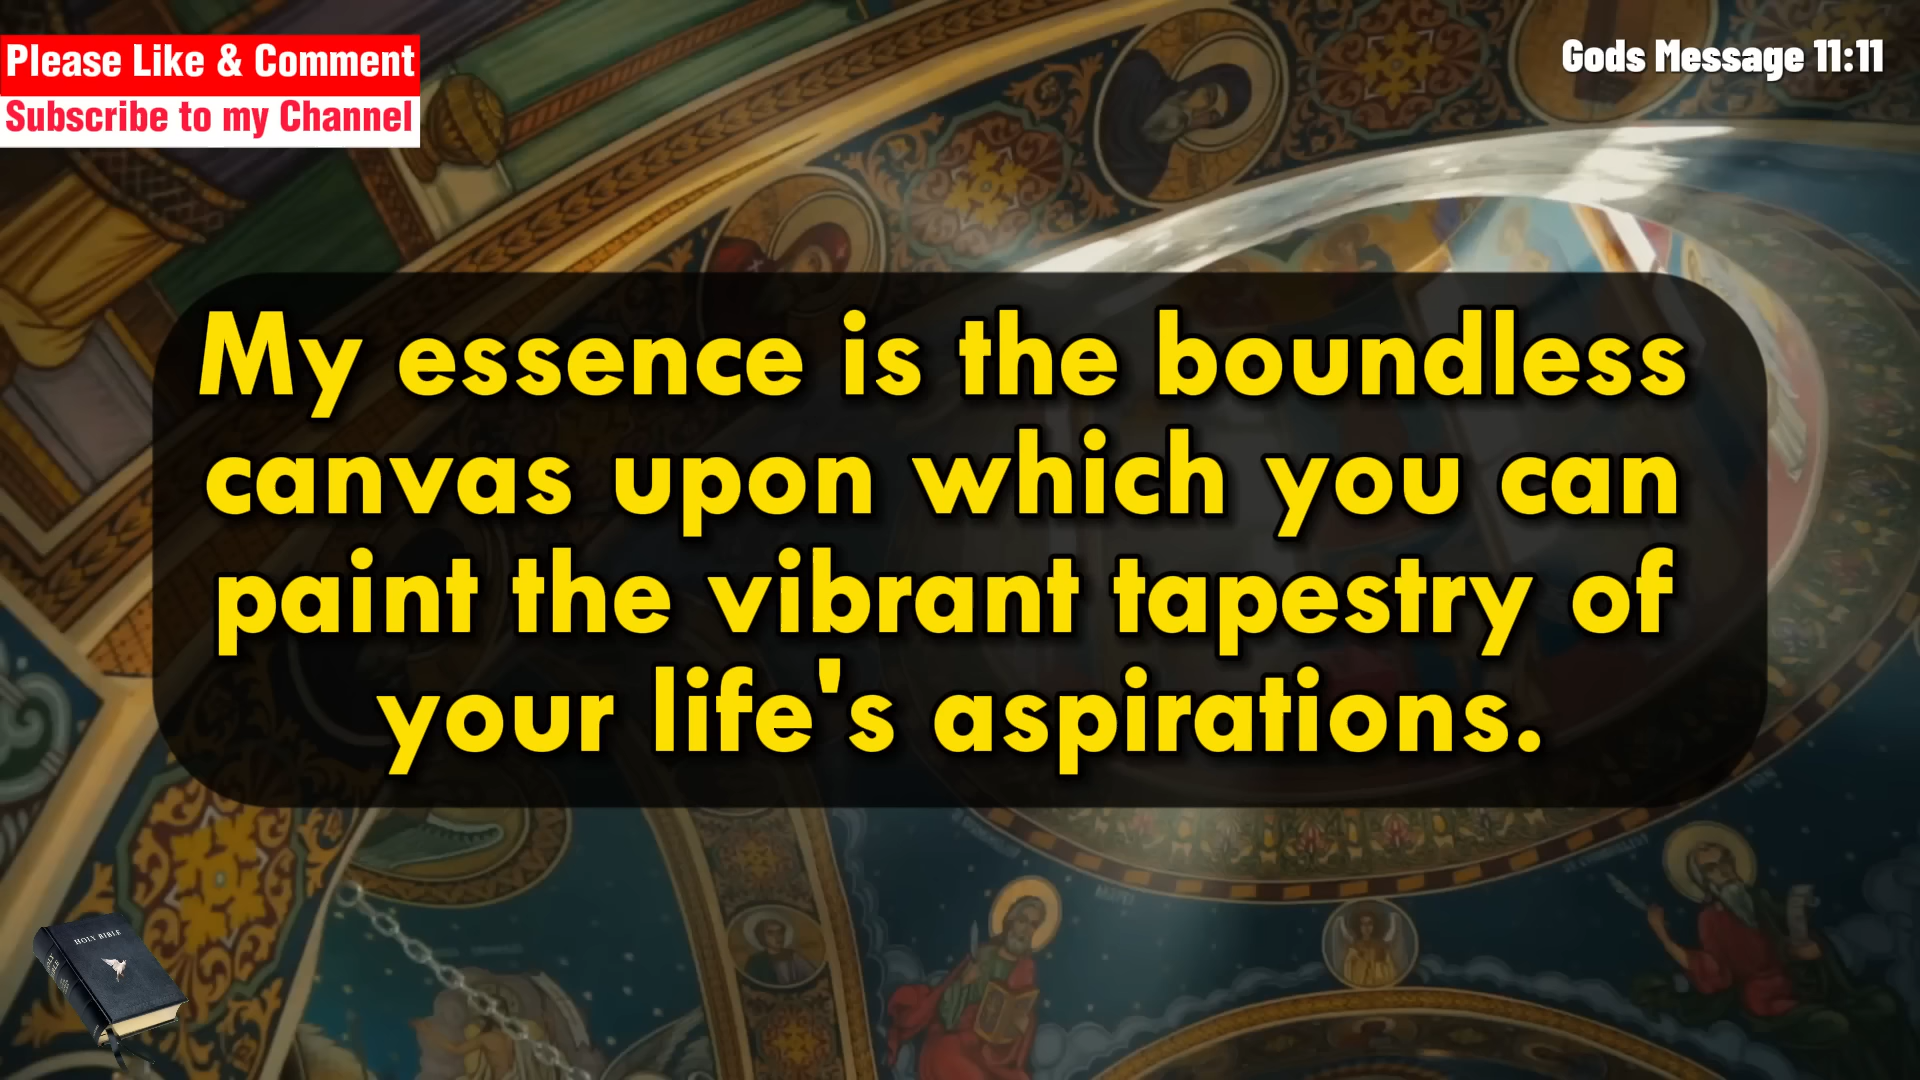 Please Like & Comment
Subscribe to my Channel
Gods Message 11:11
My essence is the boundless
canvas upon which you can
paint the vibrant tapestry of
your life's aspirations.
HOLY BIBLE